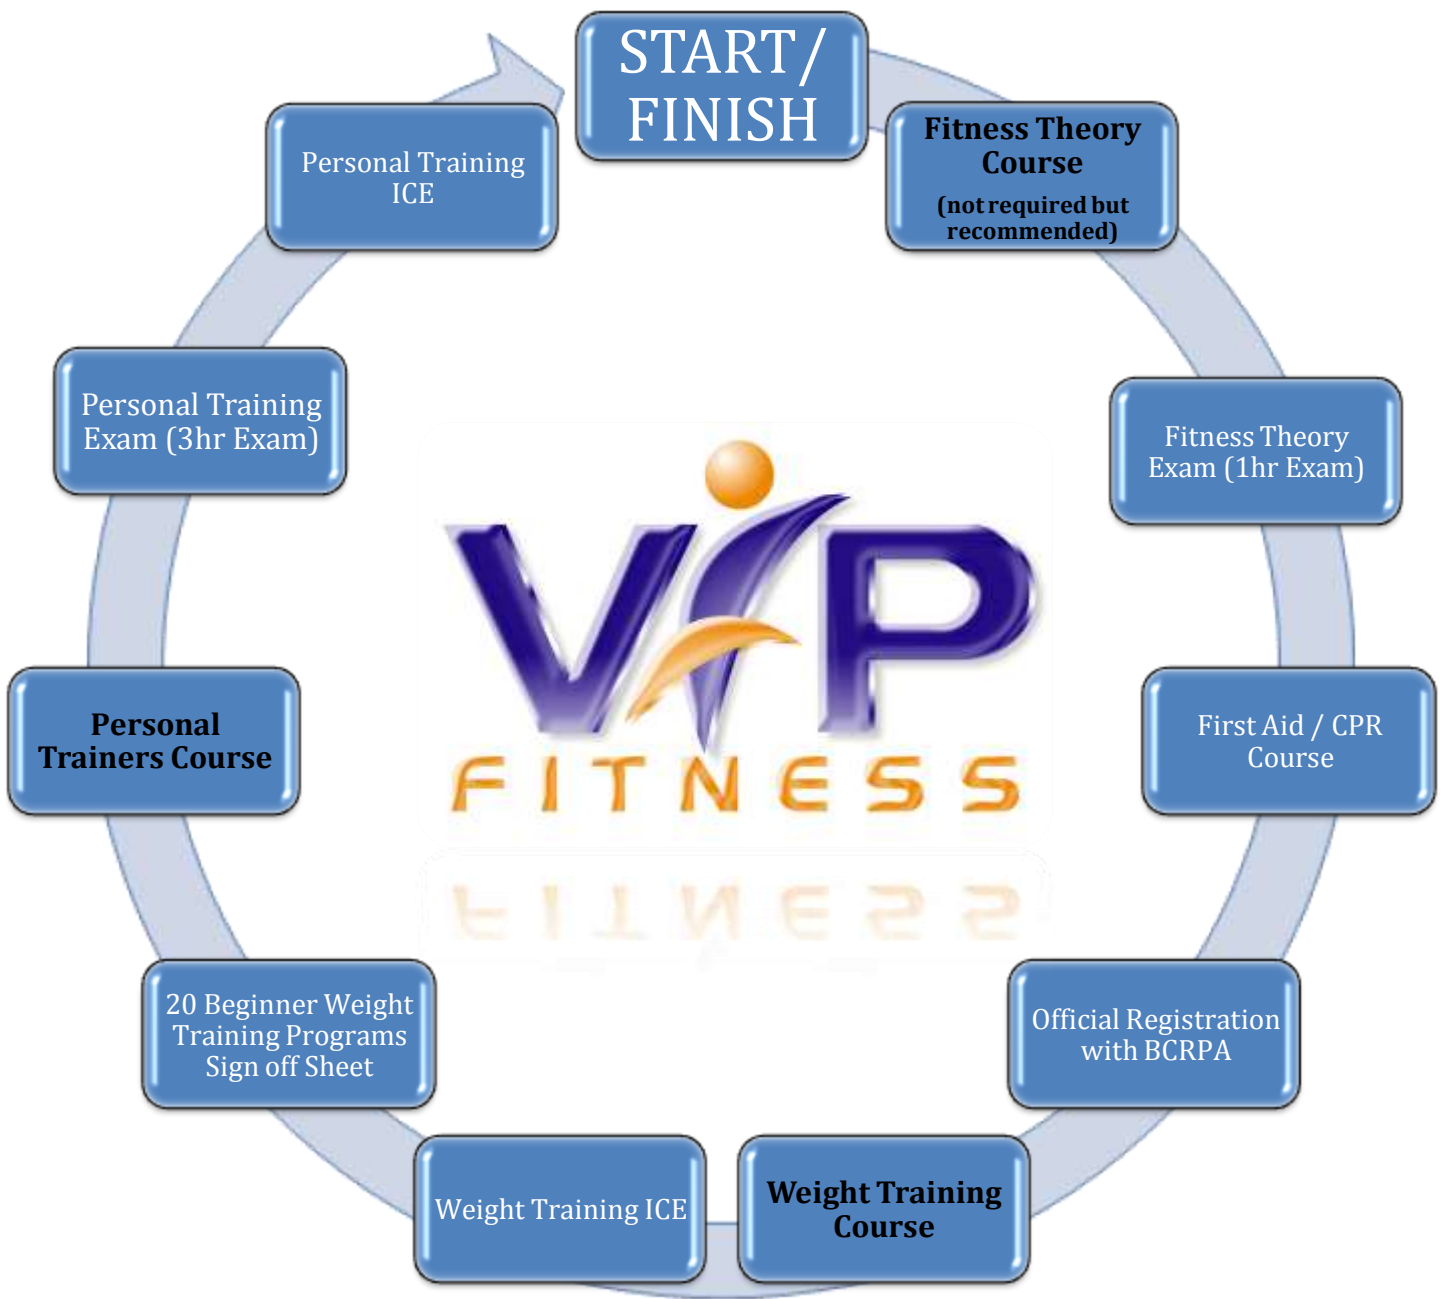 START/
FINISH
Fitness Theory
Course
(not required but
recommended)
Fitness Theory
Exam (1hr Exam)
First Aid / CPR
Course
Official Registration
with BCRPA
Weight Training
Course
Weight Training ICE
20 Beginner Weight
Training Programs
Sign off Sheet
Personal
Trainers Course
Personal Training
Exam (3hr Exam)
Personal Training
ICE
VIP
FITNESS